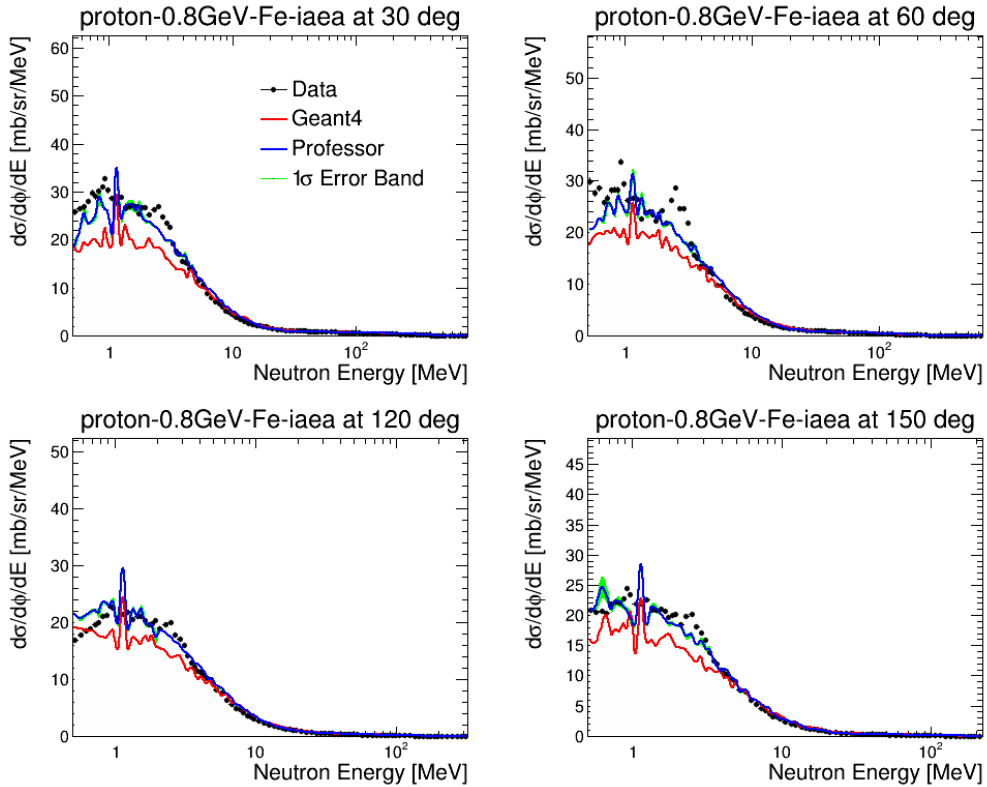 proton-0.8GeV-Fe-iaea at 30 deg
dσ/dϕ/dE [mb/sr/MeV]
60
50
40
30
20
10
0
Data
Geant4
Professor
1σ Error Band
1
10
10²
Neutron Energy [MeV]
proton-0.8GeV-Fe-iaea at 60 deg
dσ/dϕ/dE [mb/sr/MeV]
50
40
30
20
10
0
1
10
10²
Neutron Energy [MeV]
proton-0.8GeV-Fe-iaea at 120 deg
dσ/dϕ/dE [mb/sr/MeV]
50
40
30
20
10
0
1
10
10²
Neutron Energy [MeV]
proton-0.8GeV-Fe-iaea at 150 deg
dσ/dϕ/dE [mb/sr/MeV]
45
40
35
30
25
20
15
10
5
0
1
10
10²
Neutron Energy [MeV]